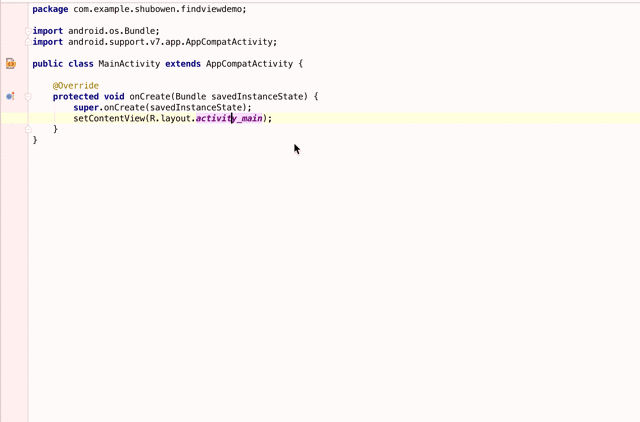 package com.example.shubowen.findviewdemo;
import android.os.Bundle;
import android.support.v7.app.AppCompatActivity;
public class MainActivity extends AppCompatActivity {
@Override
protected void onCreate(Bundle savedInstanceState) {
super.onCreate(savedInstanceState);
setContentView(R.layout.activity_main);
}
}